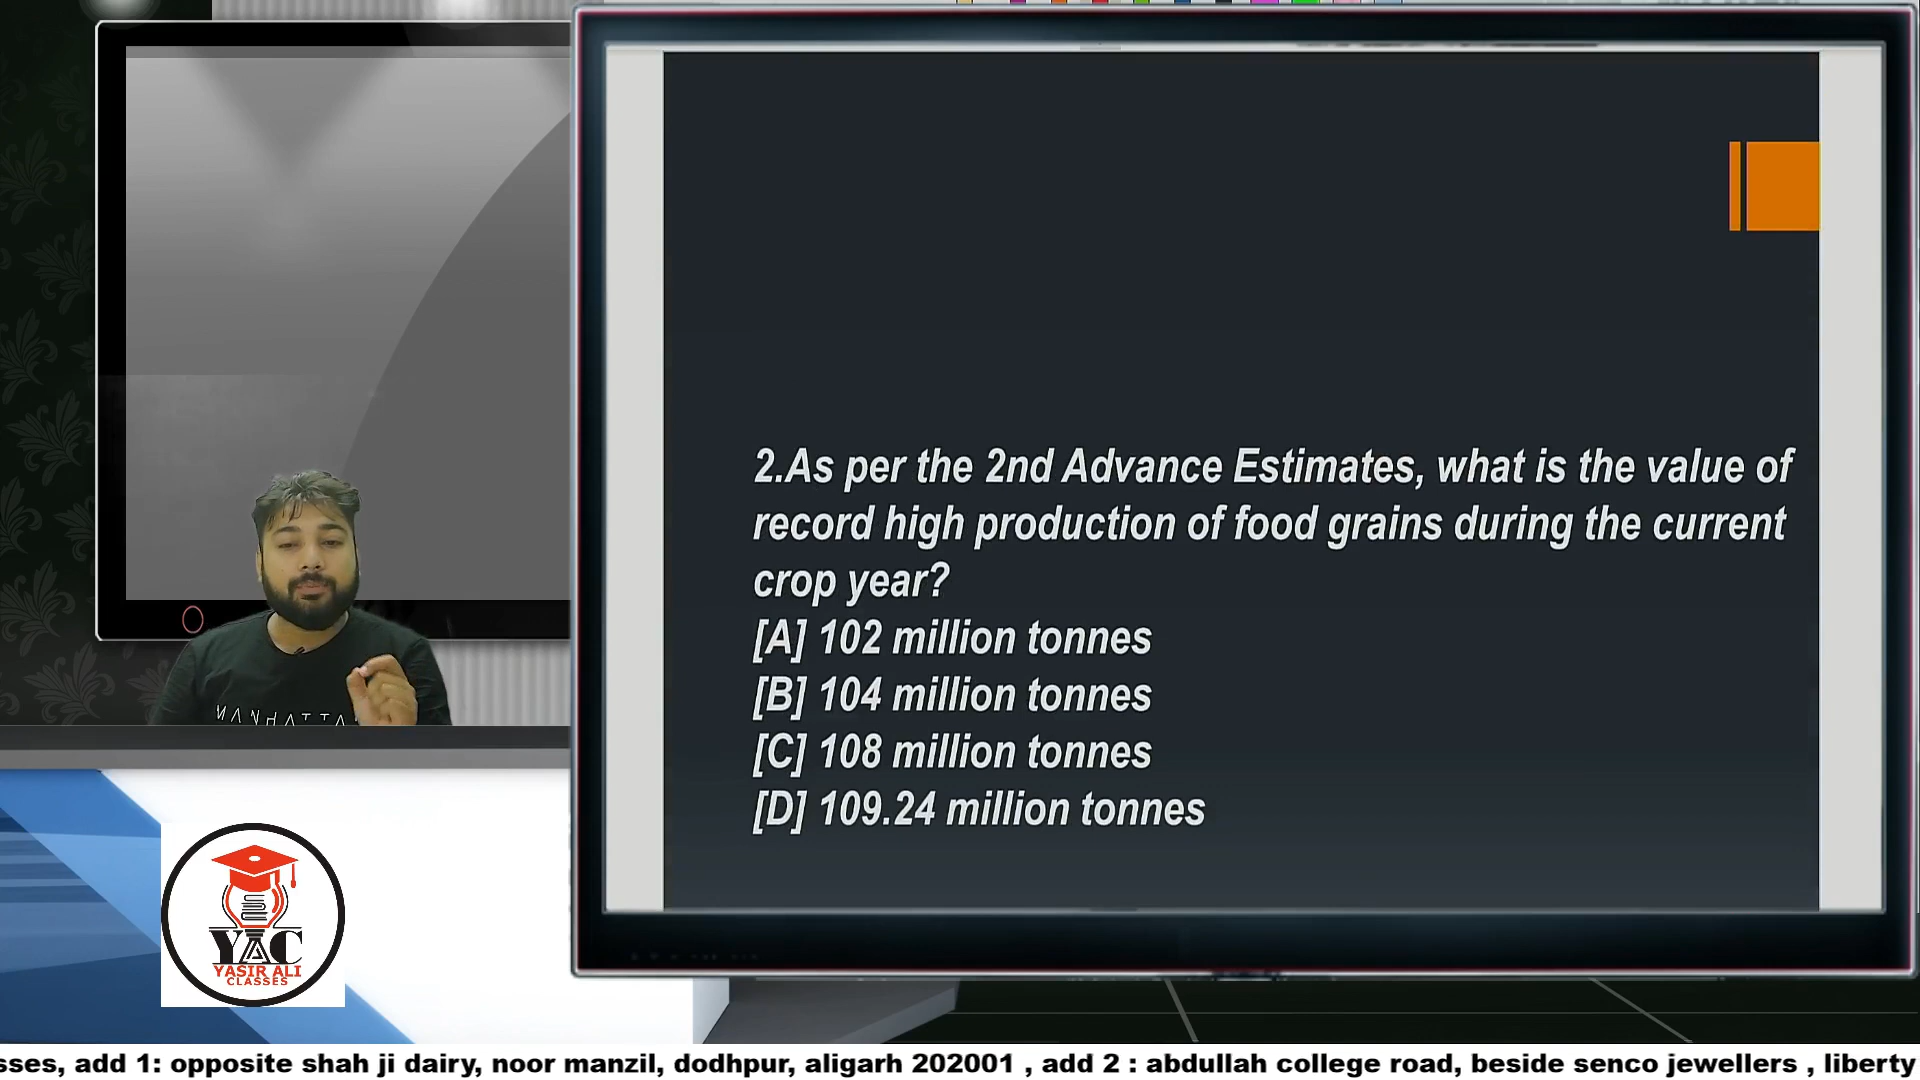 2.As per the 2nd Advance Estimates, what is the value of
record high production of food grains during the current
crop year?
[A] 102 million tonnes
[B] 104 million tonnes
[C] 108 million tonnes
[D] 109.24 million tonnes
YAC
YASIR ALI
CLASSES
sses, add 1: opposite shah ji dairy, noor manzil, dodhpur, aligarh 202001 , add 2 : abdullah college road, beside senco jewellers , liberty